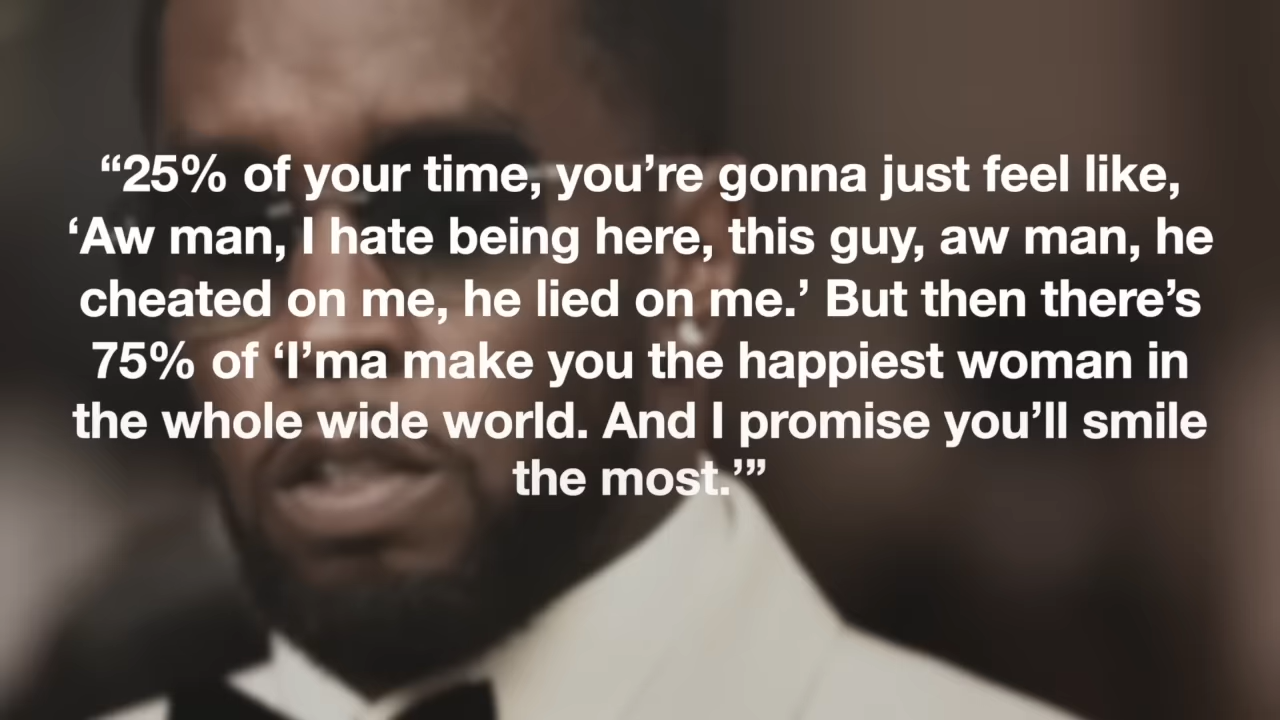 “25% of your time, you’re gonna just feel like,
‘Aw man, I hate being here, this guy, aw man, he
cheated on me, he lied on me.’ But then there’s
75% of ‘I’ma make you the happiest woman in
the whole wide world. And I promise you’ll smile
the most.’”